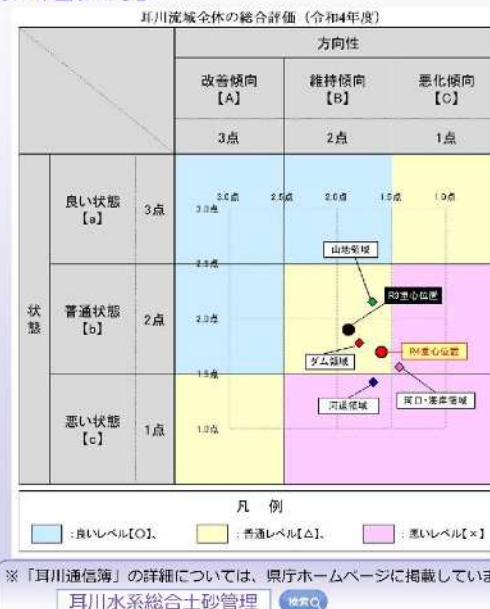 耳川流域全体の総合評価（令和4年度）
方向性
改善傾向 維持傾向 悪化傾向
【A】 【B】 【C】
3点 2点 1点
状態
良い状態
【a】
3点
普通状態
【b】
2点
悪い状態
【c】
1点
3.0点 2.5点 2.0点 1.5点 1.0点
3.0点
2.5点
2.0点
1.5点
1.0点
山地領域
R3重心位置
ダム領域
R4重心位置
河道領域
河口・海岸領域
凡 例
:良いレベル【○】、 :普通レベル【△】、 :悪いレベル【×】
※「耳川通信簿」の詳細については、県庁ホームページに掲載していま
耳川水系総合土砂管理 検索